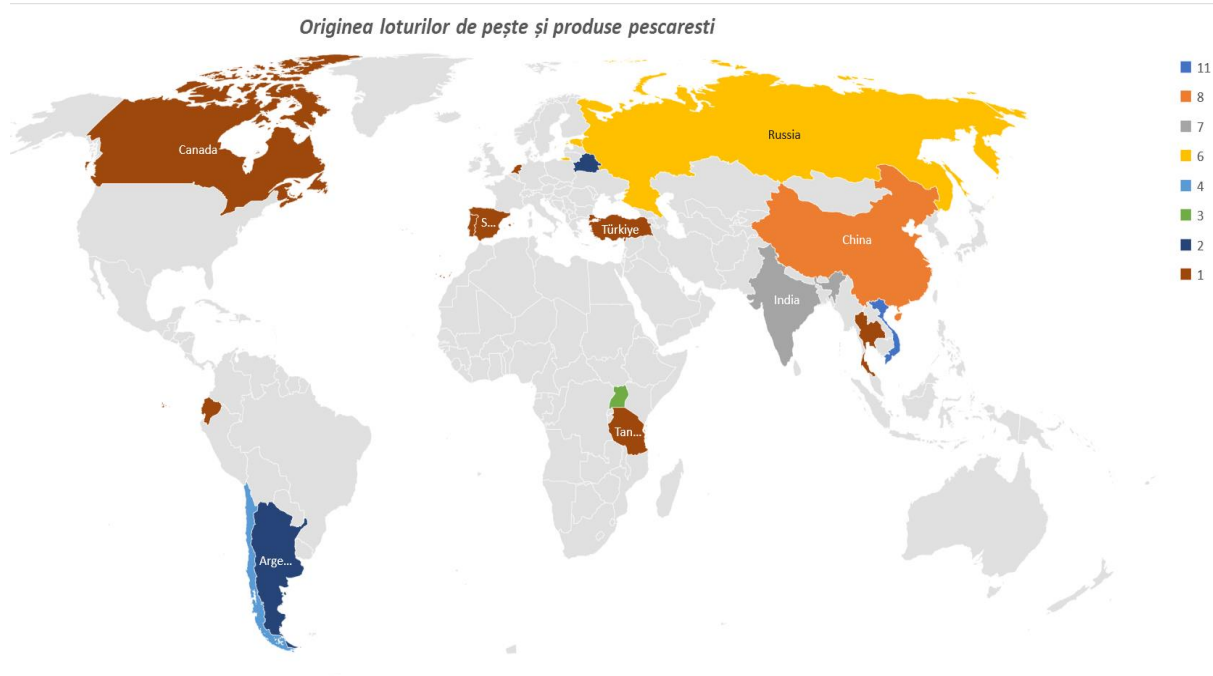 Originea loturilor de pește și produse pescaresti
11
8
7
6
4
3
2
1
Canada
Russia
S...
Türkiye
China
India
Tan...
Arge...